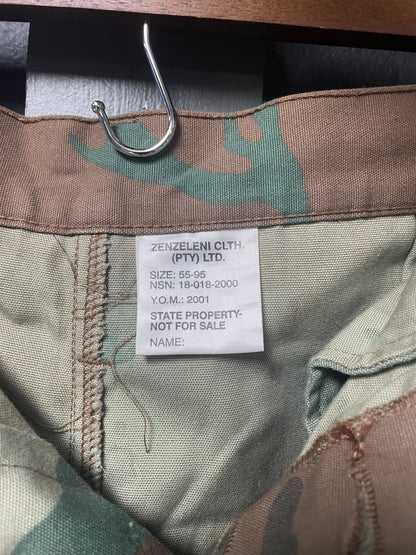 ZENZELENI CLTH.
(PTY) LTD.
SIZE: 55-95
NSN: 18-018-2000
Y.O.M.: 2001
STATE PROPERTY-
NOT FOR SALE
NAME: